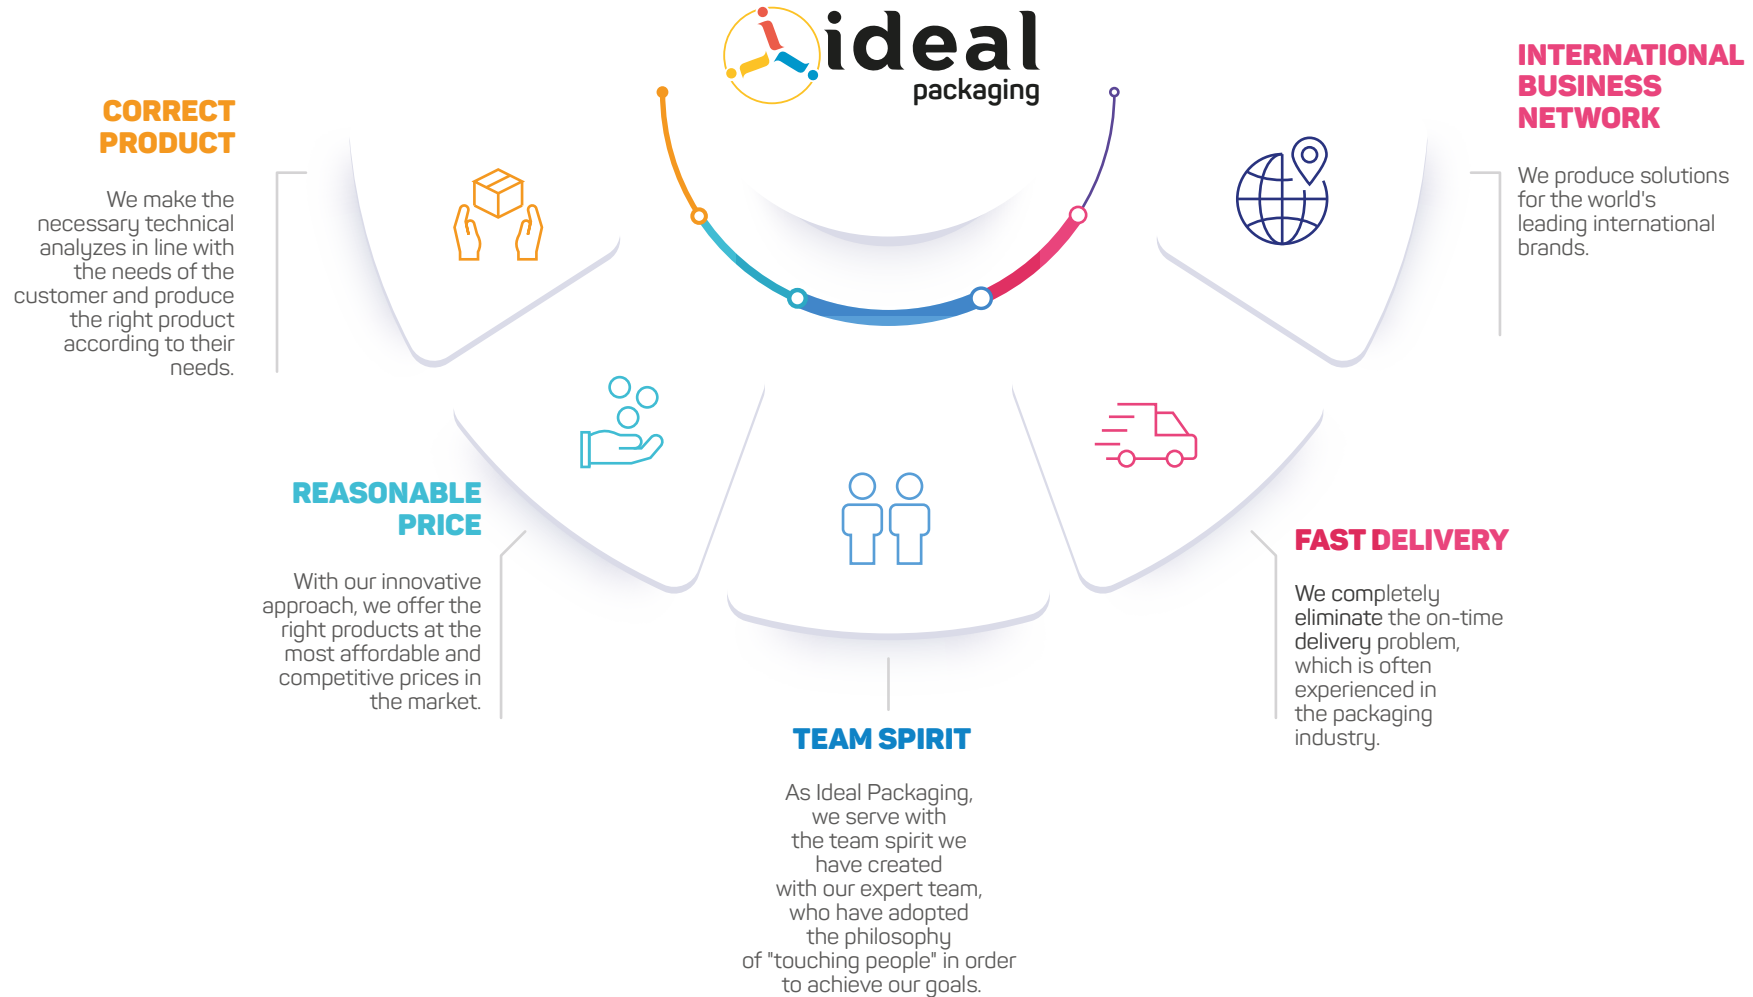 ideal
packaging
CORRECT
PRODUCT
We make the
necessary technical
analyzes in line with
the needs of the
customer and produce
the right product
according to their
needs.
REASONABLE
PRICE
With our innovative
approach, we offer the
right products at the
most affordable and
competitive prices in
the market.
TEAM SPIRIT
As Ideal Packaging,
we serve with
the team spirit we
have created
with our expert team,
who have adopted
the philosophy
of "touching people" in order
to achieve our goals.
FAST DELIVERY
We completely
eliminate the on-time
delivery problem,
which is often
experienced in
the packaging
industry.
INTERNATIONAL
BUSINESS
NETWORK
We produce solutions
for the world's
leading international
brands.